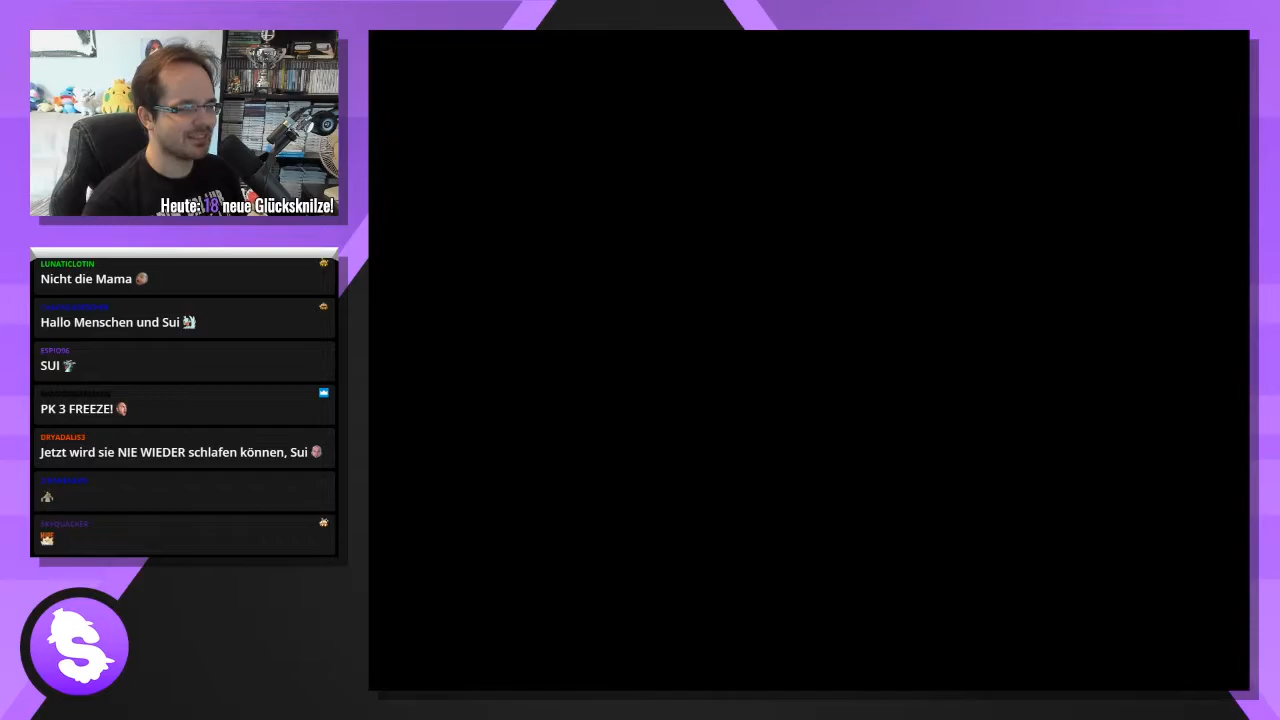 Heute: 18 neue Glücksknilze!
LUNATICLOTIN
Nicht die Mama
Hallo Menschen und Sui
ESPIO96
SUI
PK 3 FREEZE!
DRYADALIS3
Jetzt wird sie NIE WIEDER schlafen können, Sui
SKYQUACKER
S